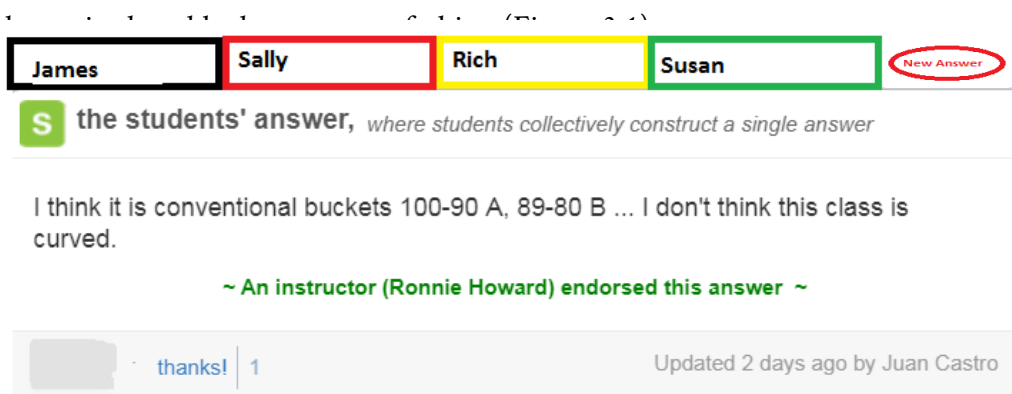 James Sally Rich Susan New Answer
S the students' answer, where students collectively construct a single answer
I think it is conventional buckets 100-90 A, 89-80 B ... I don't think this class is
curved.
~ An instructor (Ronnie Howard) endorsed this answer ~
thanks! 1 Updated 2 days ago by Juan Castro